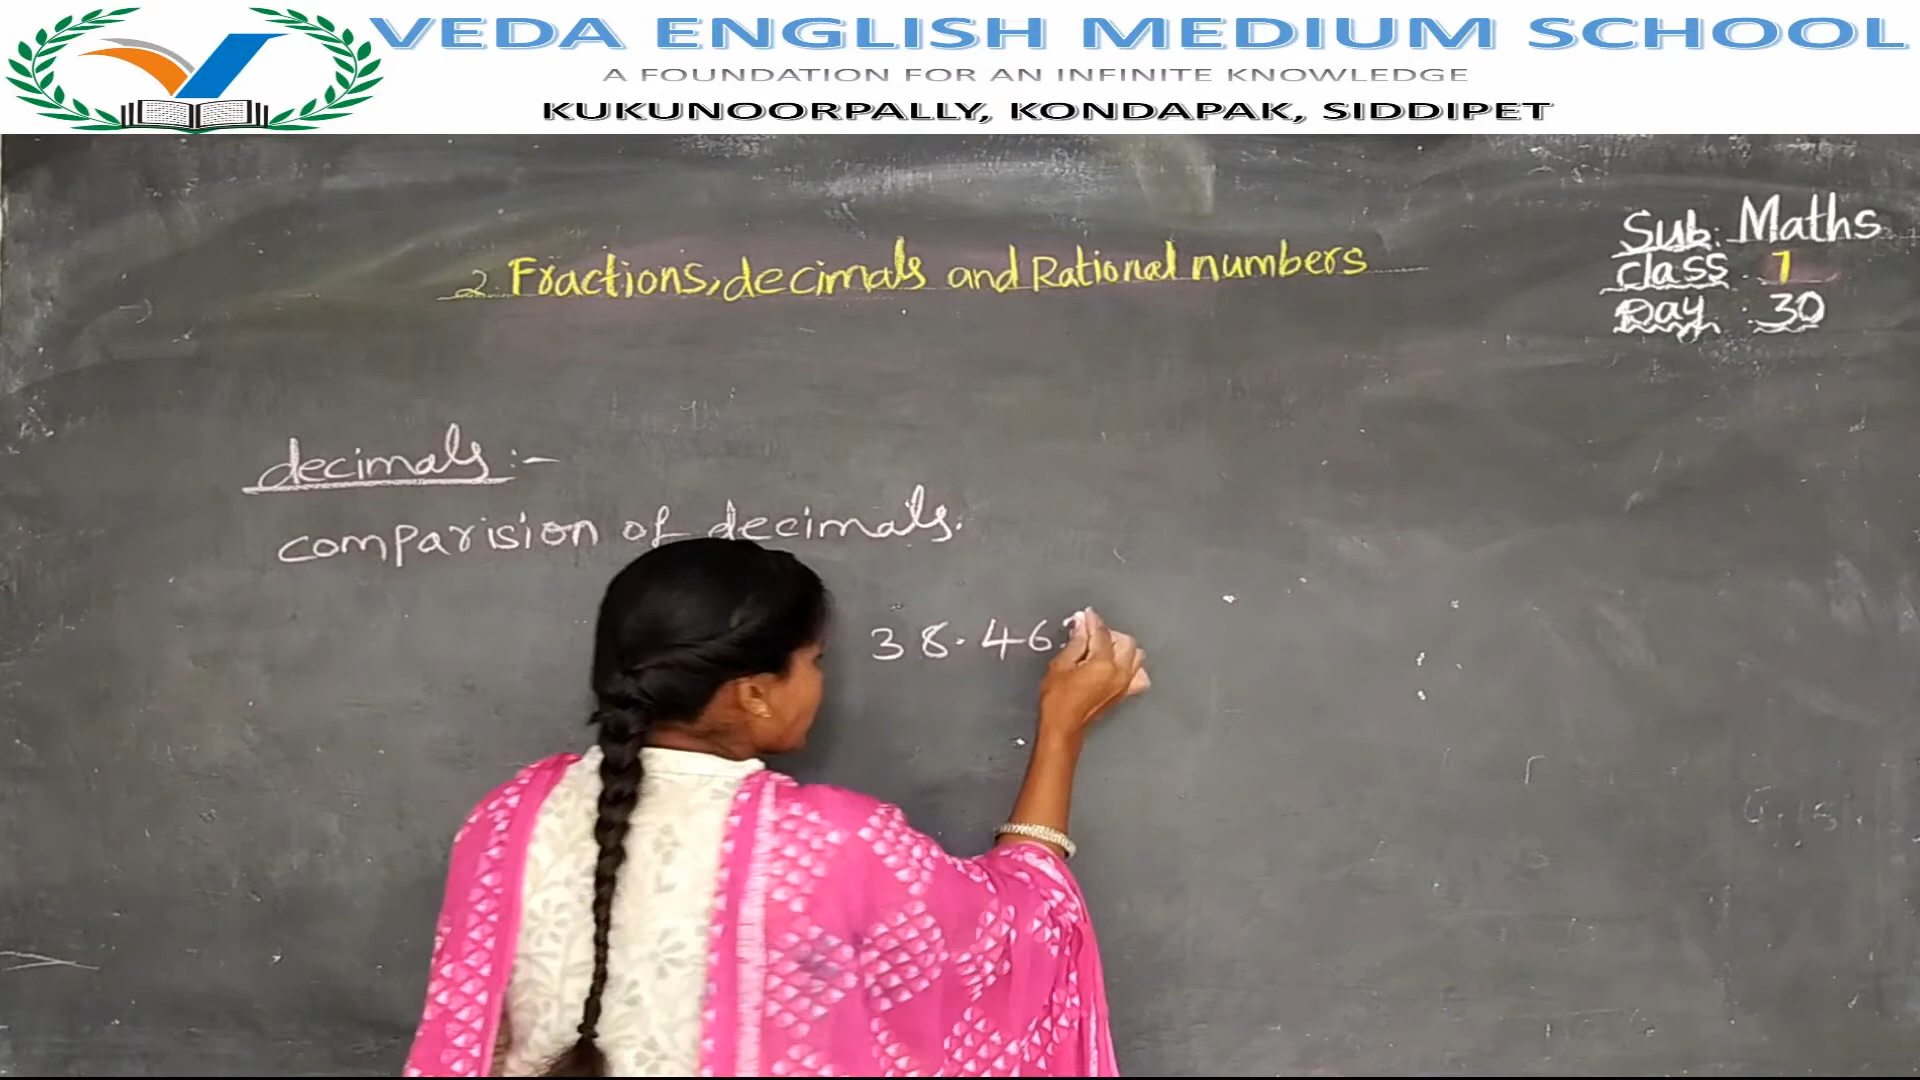 VEDA ENGLISH MEDIUM SCHOOL
A FOUNDATION FOR AN INFINITE KNOWLEDGE
KUKUNOORPALLY, KONDAPAK, SIDDIPET
Sub: Maths
Class : 7
Day : 30
2. Fractions, decimals and Rational numbers
decimals :-
comparision of decimals.
38.46